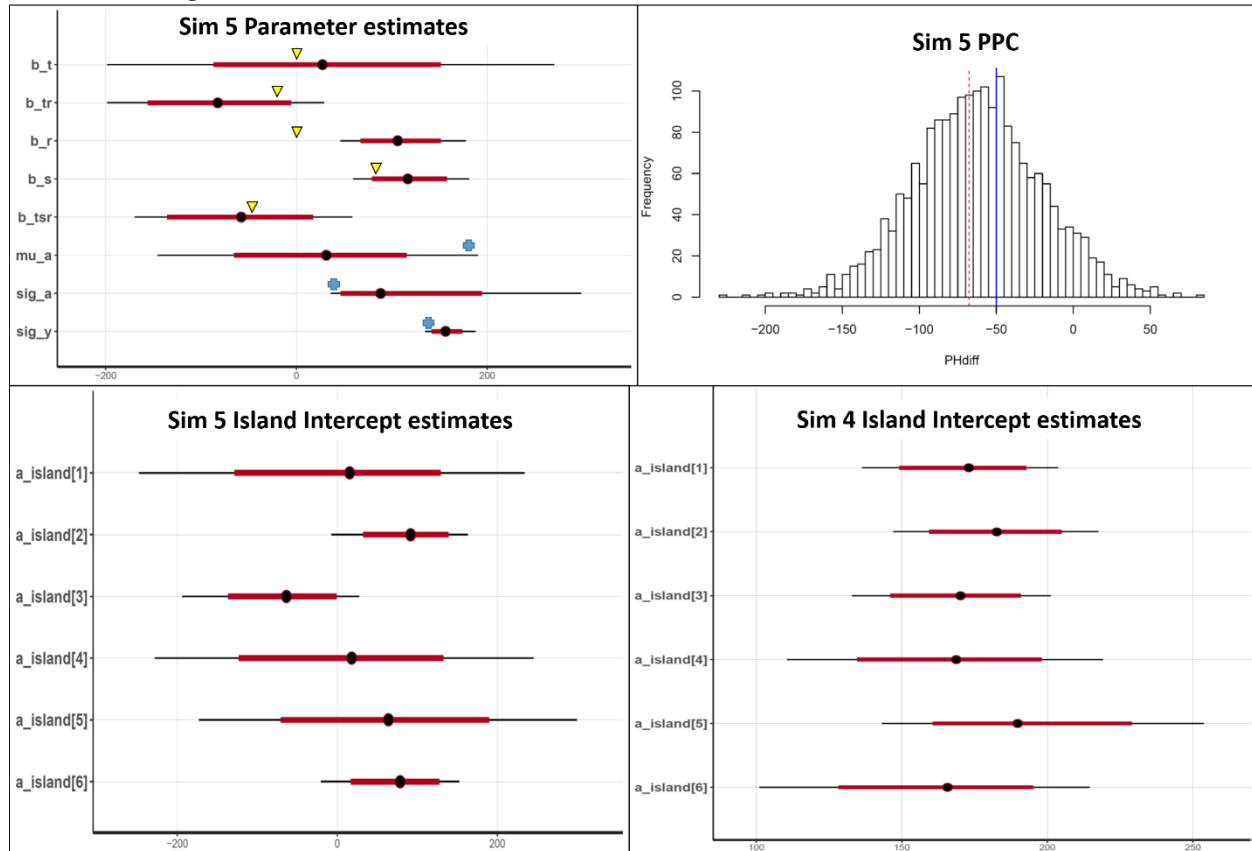 Sim 5 Parameter estimates
b_t
b_tr
b_r
b_s
b_tsr
mu_a
sig_a
sig_y
−200 0 200
Sim 5 PPC
Frequency
100
80
60
40
20
0
−200 −150 −100 −50 0 50
PHdiff
Sim 5 Island Intercept estimates
a_island[1]
a_island[2]
a_island[3]
a_island[4]
a_island[5]
a_island[6]
−200 0 200
Sim 4 Island Intercept estimates
a_island[1]
a_island[2]
a_island[3]
a_island[4]
a_island[5]
a_island[6]
100 150 200 250